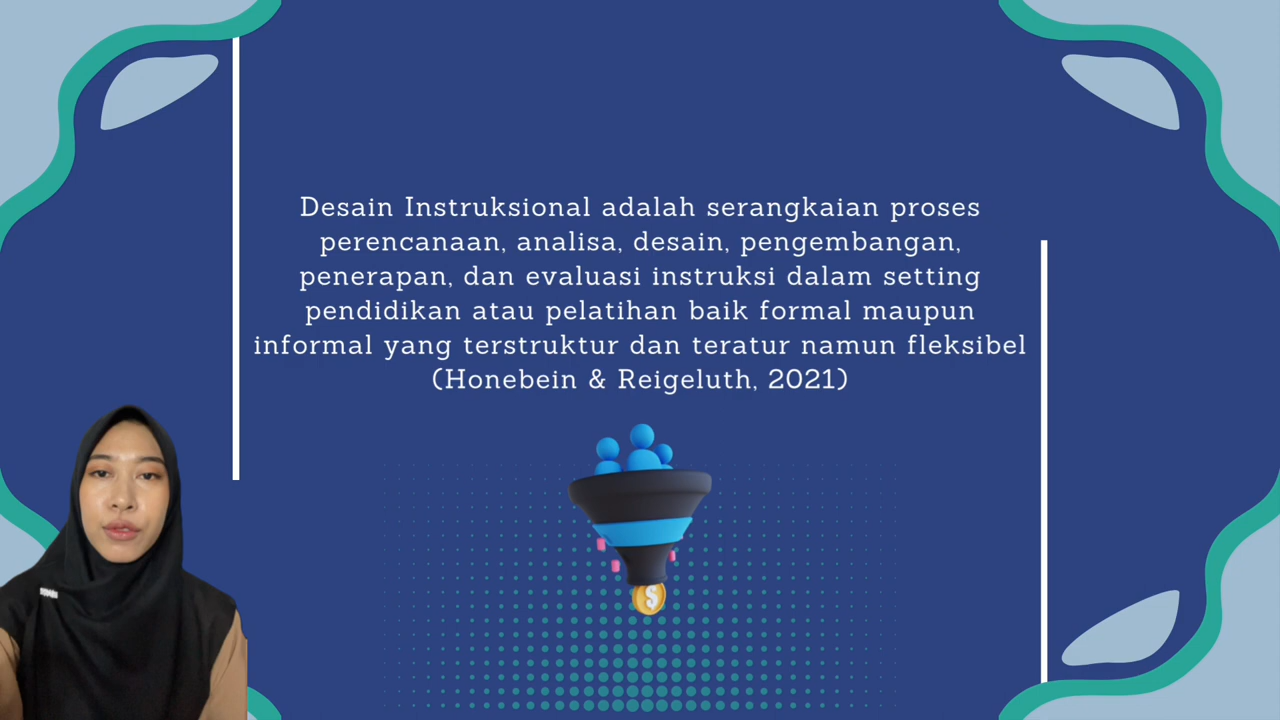 Desain Instruksional adalah serangkaian proses
perencanaan, analisa, desain, pengembangan,
penerapan, dan evaluasi instruksi dalam setting
pendidikan atau pelatihan baik formal maupun
informal yang terstruktur dan teratur namun fleksibel
(Honebein & Reigeluth, 2021)
$